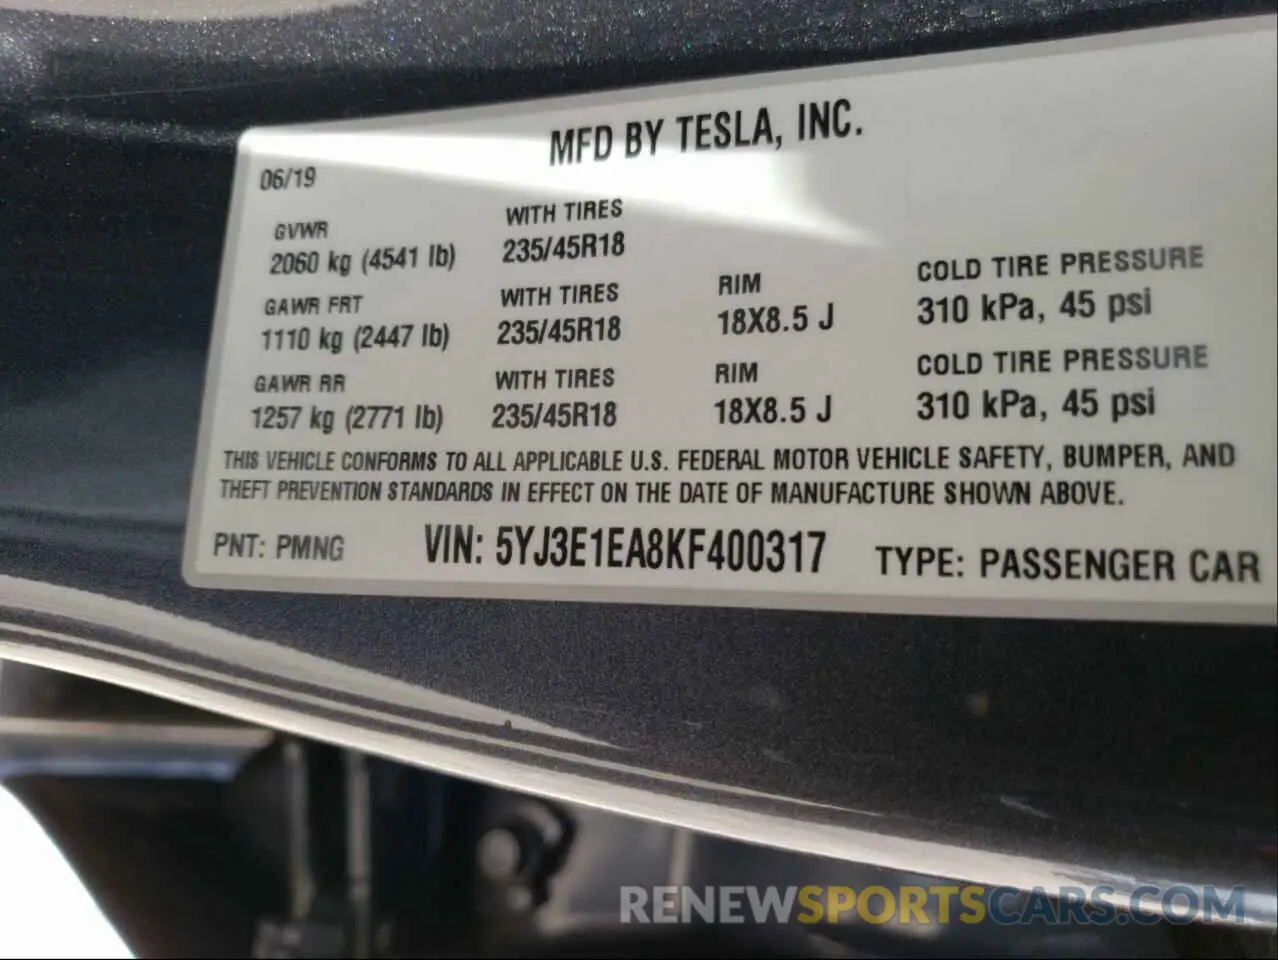 MFD BY TESLA, INC.
06/19
GVWR
2060 kg (4541 lb)
WITH TIRES
235/45R18
GAWR FRT
1110 kg (2447 lb)
WITH TIRES
235/45R18
RIM
18X8.5 J
COLD TIRE PRESSURE
310 kPa, 45 psi
GAWR RR
1257 kg (2771 lb)
WITH TIRES
235/45R18
RIM
18X8.5 J
COLD TIRE PRESSURE
310 kPa, 45 psi
THIS VEHICLE CONFORMS TO ALL APPLICABLE U.S. FEDERAL MOTOR VEHICLE SAFETY, BUMPER, AND
THEFT PREVENTION STANDARDS IN EFFECT ON THE DATE OF MANUFACTURE SHOWN ABOVE.
PNT: PMNG
VIN: 5YJ3E1EA8KF400317
TYPE: PASSENGER CAR
RENEWSPORTSCARS.COM